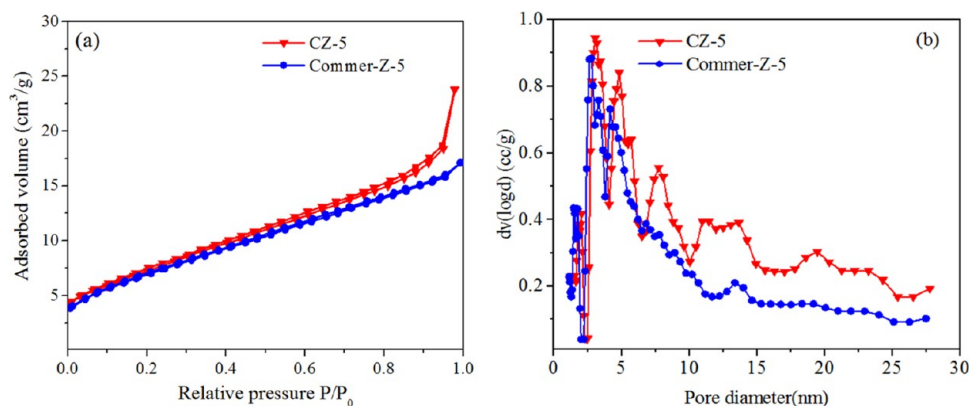 (a)
CZ-5
Commer-Z-5
Adsorbed volume (cm³/g)
30
25
20
15
10
5
0.0 0.2 0.4 0.6 0.8 1.0
Relative pressure P/P₀
(b)
CZ-5
Commer-Z-5
dv(logd) (cc/g)
1.0
0.8
0.6
0.4
0.2
0 5 10 15 20 25 30
Pore diameter(nm)